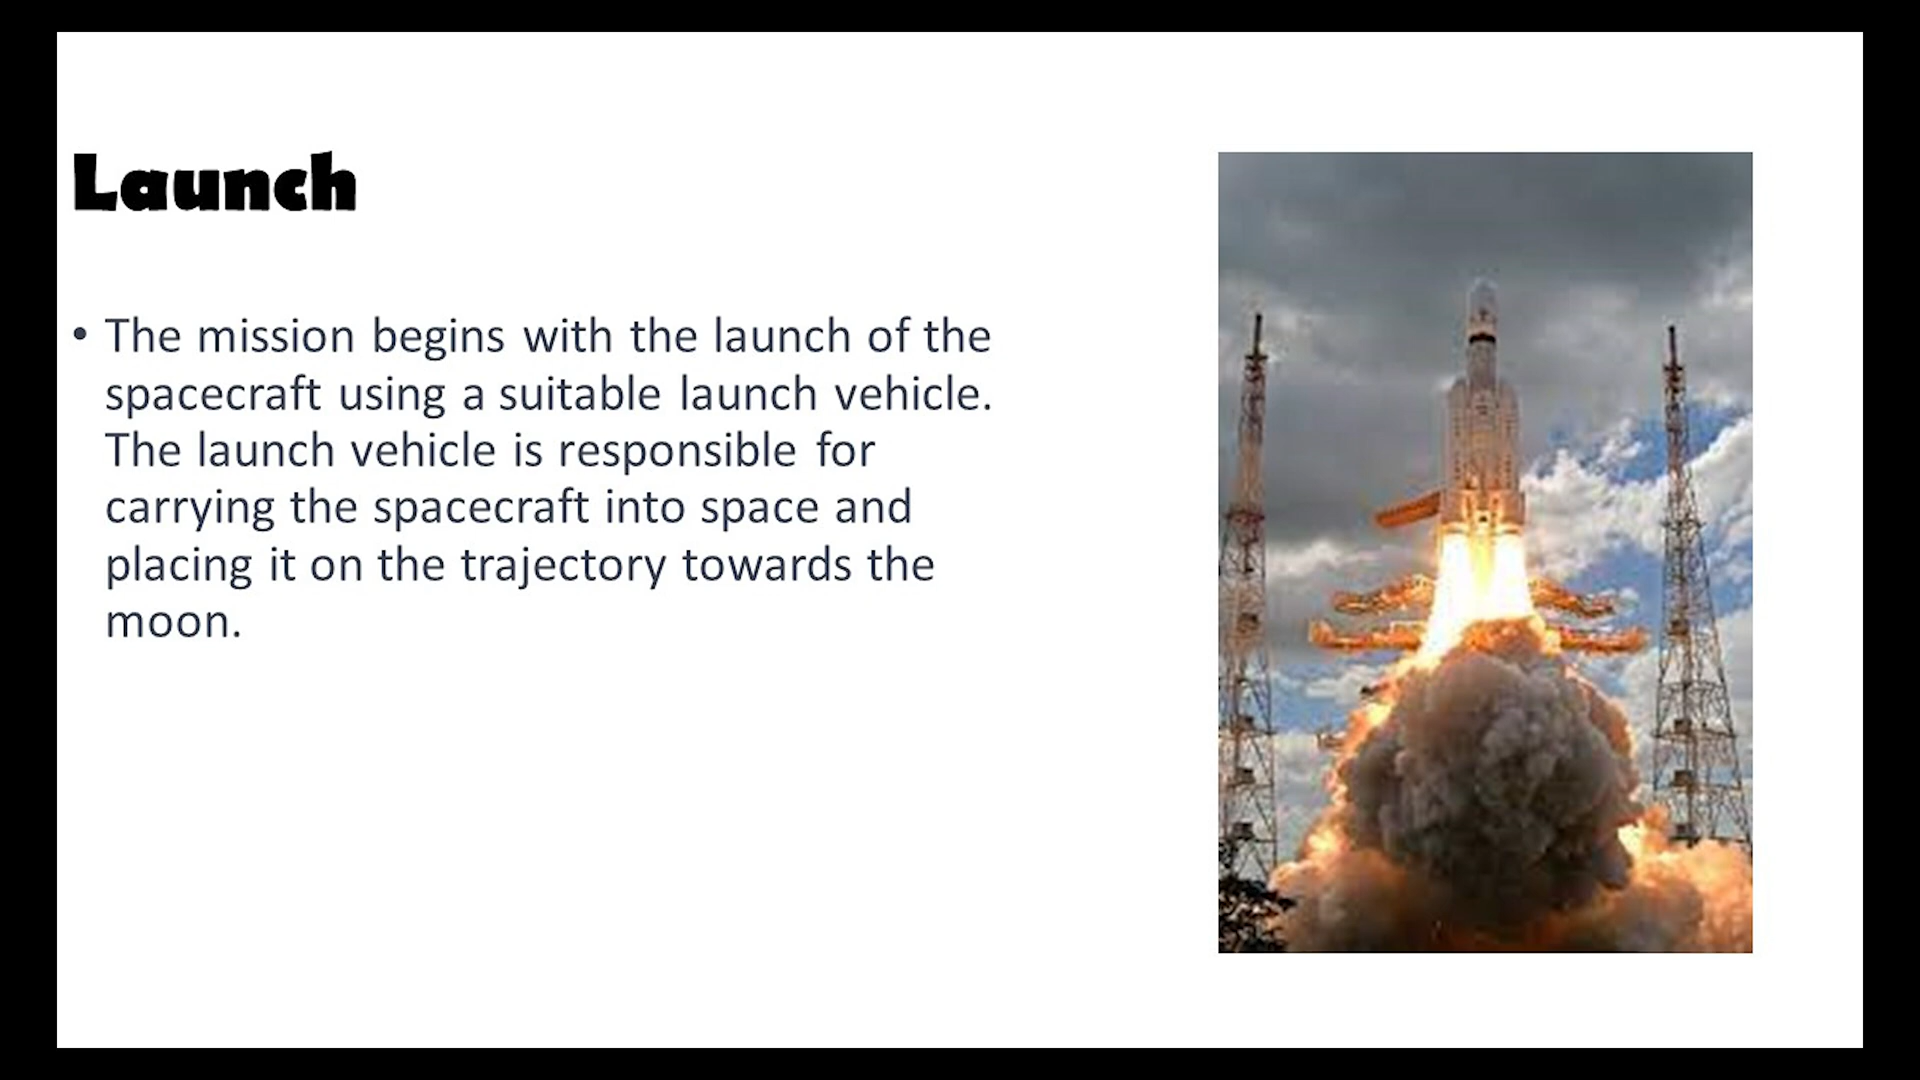 Launch
• The mission begins with the launch of the
spacecraft using a suitable launch vehicle.
The launch vehicle is responsible for
carrying the spacecraft into space and
placing it on the trajectory towards the
moon.